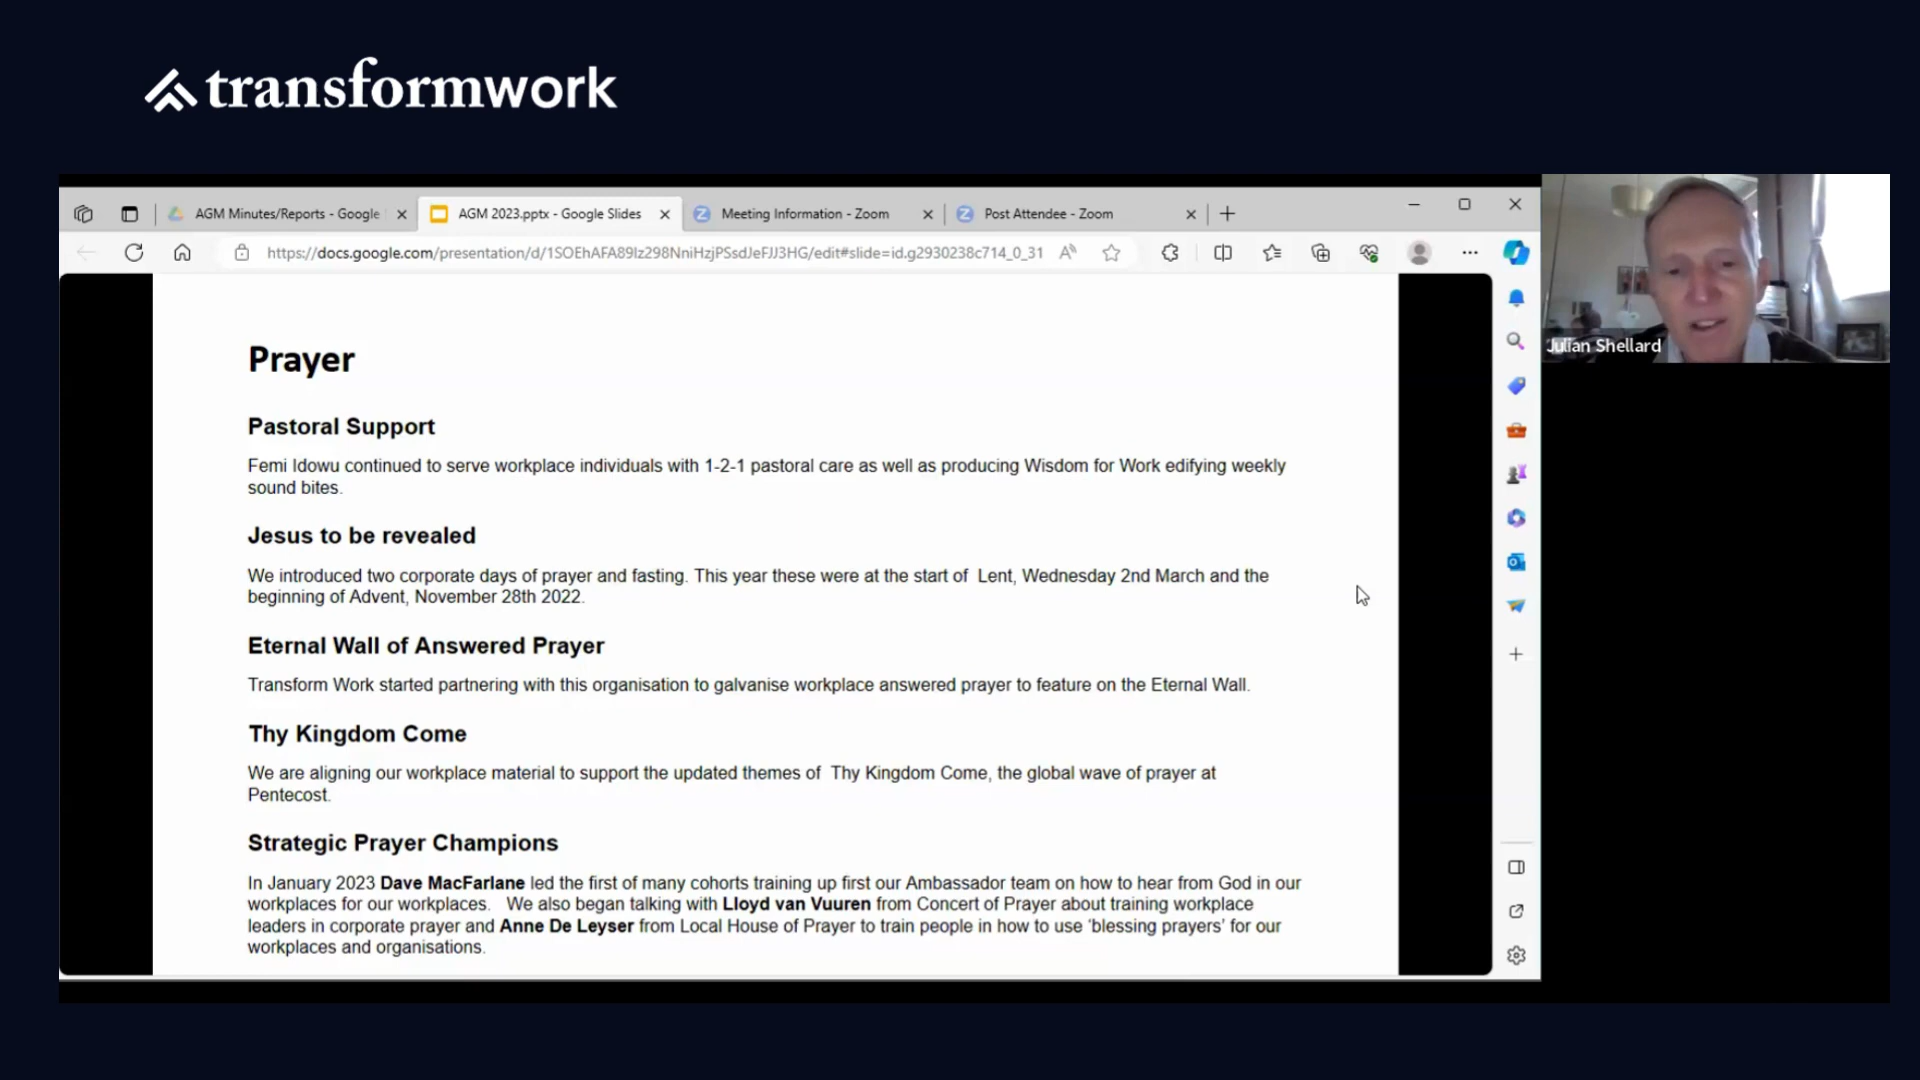 transformwork
AGM Minutes/Reports - Google
AGM 2023.pptx - Google Slides
Meeting Information - Zoom
Post Attendee - Zoom
https://docs.google.com/presentation/d/1SOEhAFA89Iz298NniHzjPSsdJeFJJ3HG/edit#slide=id.g2930238c714_0_31
Julian Shellard
Prayer
Pastoral Support
Femi Idowu continued to serve workplace individuals with 1-2-1 pastoral care as well as producing Wisdom for Work edifying weekly
sound bites.
Jesus to be revealed
We introduced two corporate days of prayer and fasting. This year these were at the start of  Lent, Wednesday 2nd March and the
beginning of Advent, November 28th 2022.
Eternal Wall of Answered Prayer
Transform Work started partnering with this organisation to galvanise workplace answered prayer to feature on the Eternal Wall.
Thy Kingdom Come
We are aligning our workplace material to support the updated themes of  Thy Kingdom Come, the global wave of prayer at
Pentecost.
Strategic Prayer Champions
In January 2023 Dave MacFarlane led the first of many cohorts training up first our Ambassador team on how to hear from God in our
workplaces for our workplaces.   We also began talking with Lloyd van Vuuren from Concert of Prayer about training workplace
leaders in corporate prayer and Anne De Leyser from Local House of Prayer to train people in how to use 'blessing prayers' for our
workplaces and organisations.